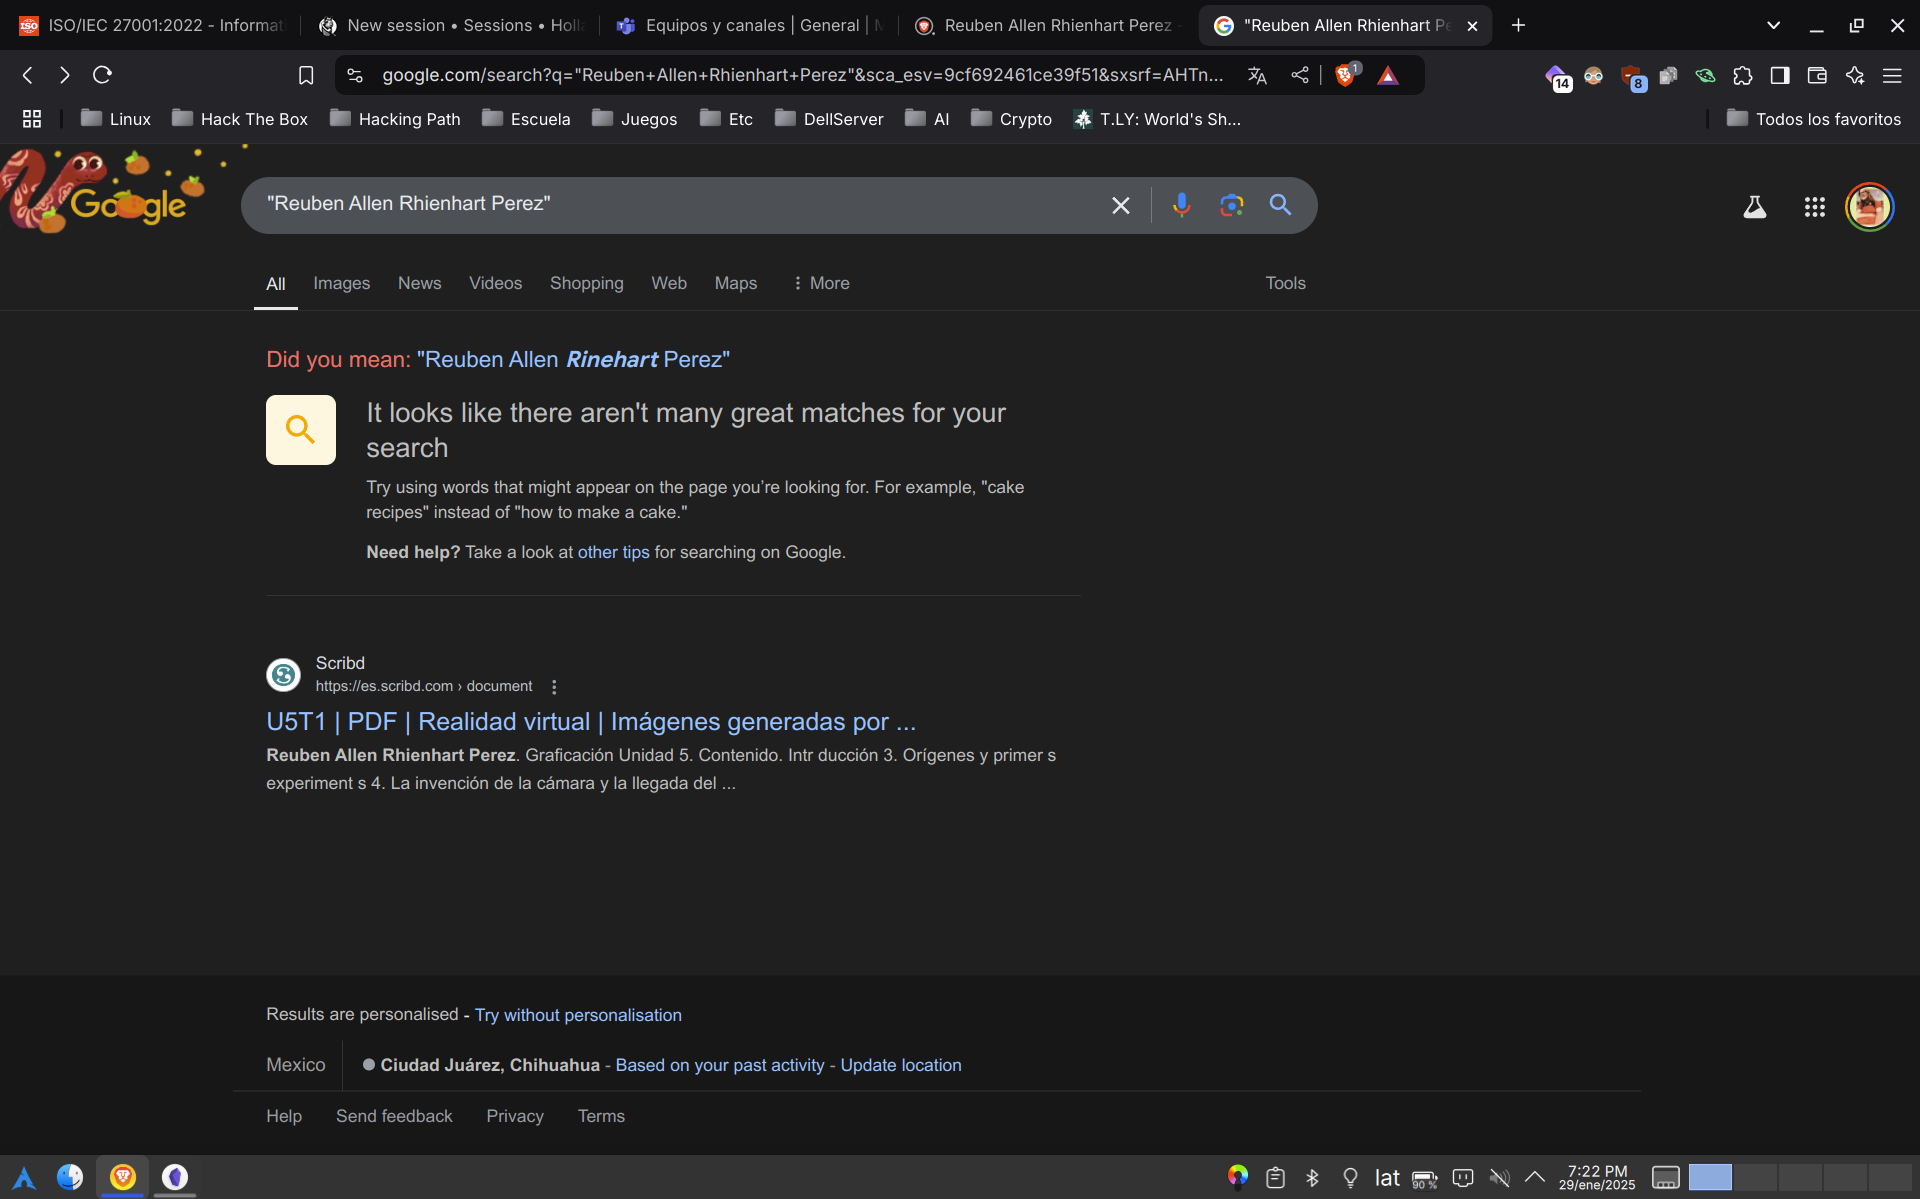 ISO/IEC 27001:2022 - Informat
New session • Sessions • Holl
Equipos y canales | General |
Reuben Allen Rhienhart Perez -
"Reuben Allen Rhienhart Pe
google.com/search?q="Reuben+Allen+Rhienhart+Perez"&sca_esv=9cf692461ce39f51&sxsrf=AHTn...
1
14
8
Linux
Hack The Box
Hacking Path
Escuela
Juegos
Etc
DellServer
AI
Crypto
T.LY: World's Sh...
Todos los favoritos
Google
"Reuben Allen Rhienhart Perez"
All
Images
News
Videos
Shopping
Web
Maps
More
Tools
Did you mean: "Reuben Allen Rinehart Perez"
It looks like there aren't many great matches for your
search
Try using words that might appear on the page you’re looking for. For example, "cake
recipes" instead of "how to make a cake."
Need help? Take a look at other tips for searching on Google.
Scribd
https://es.scribd.com › document
U5T1 | PDF | Realidad virtual | Imágenes generadas por ...
Reuben Allen Rhienhart Perez. Graficación Unidad 5. Contenido. Intr ducción 3. Orígenes y primer s
experiment s 4. La invención de la cámara y la llegada del ...
Results are personalised - Try without personalisation
Mexico
Ciudad Juárez, Chihuahua - Based on your past activity - Update location
Help
Send feedback
Privacy
Terms
lat
90 %
7:22 PM
29/ene/2025